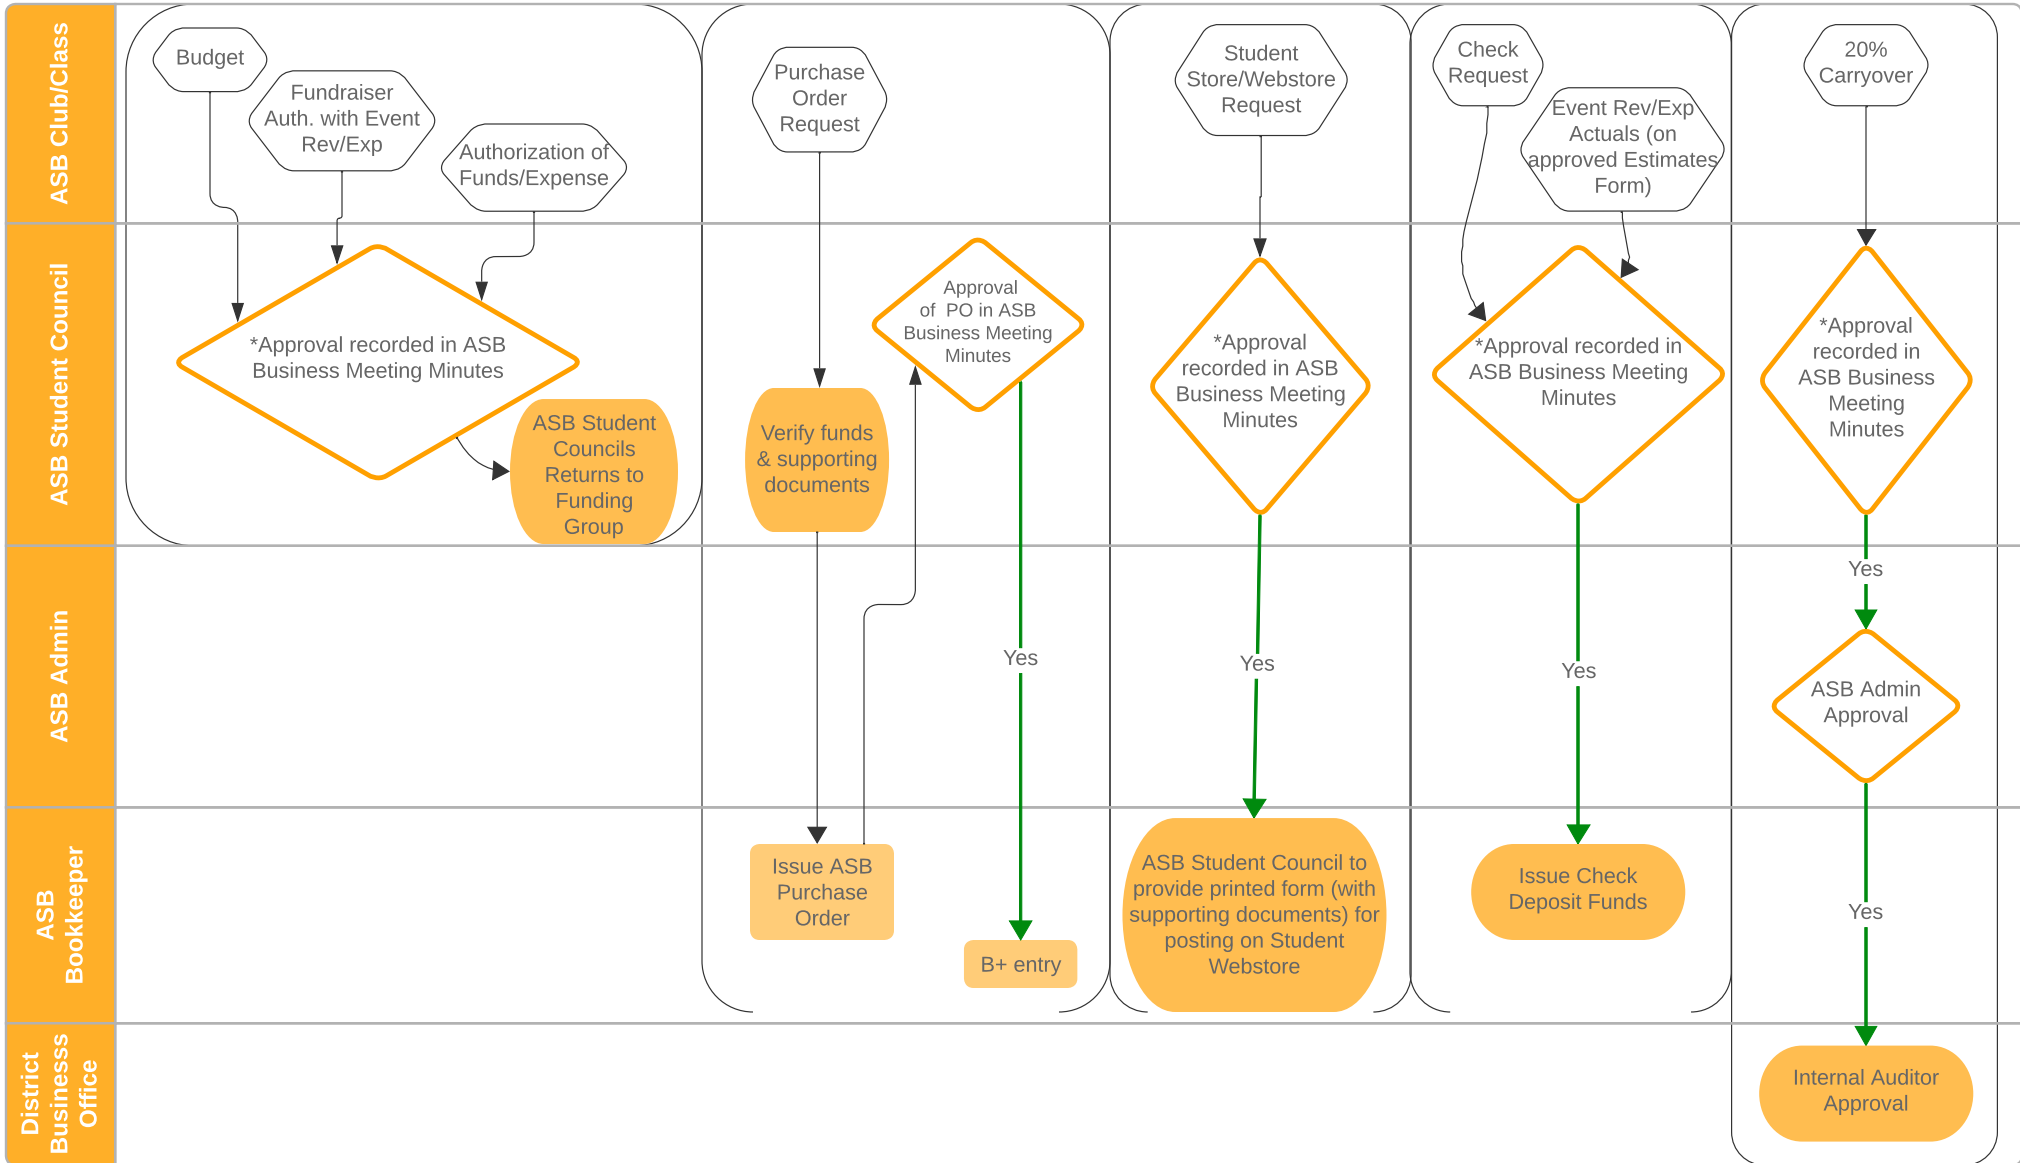 ASB Club/Class
Budget
Fundraiser
Auth. with Event
Rev/Exp
Authorization of
Funds/Expense
Purchase
Order
Request
Student
Store/Webstore
Request
Check
Request
Event Rev/Exp
Actuals (on
approved Estimates
Form)
20%
Carryover
ASB Student Council
*Approval recorded in ASB
Business Meeting Minutes
ASB Student
Councils
Returns to
Funding
Group
Verify funds
& supporting
documents
Approval
of  PO in ASB
Business Meeting
Minutes
*Approval
recorded in ASB
Business Meeting
Minutes
*Approval recorded in
ASB Business Meeting
Minutes
*Approval
recorded in
ASB Business
Meeting
Minutes
ASB Admin
Yes
Yes
Yes
Yes
ASB Admin
Approval
ASB
Bookkeeper
Issue ASB
Purchase
Order
B+ entry
ASB Student Council to
provide printed form (with
supporting documents) for
posting on Student
Webstore
Issue Check
Deposit Funds
Yes
District
Businesss
Office
Internal Auditor
Approval